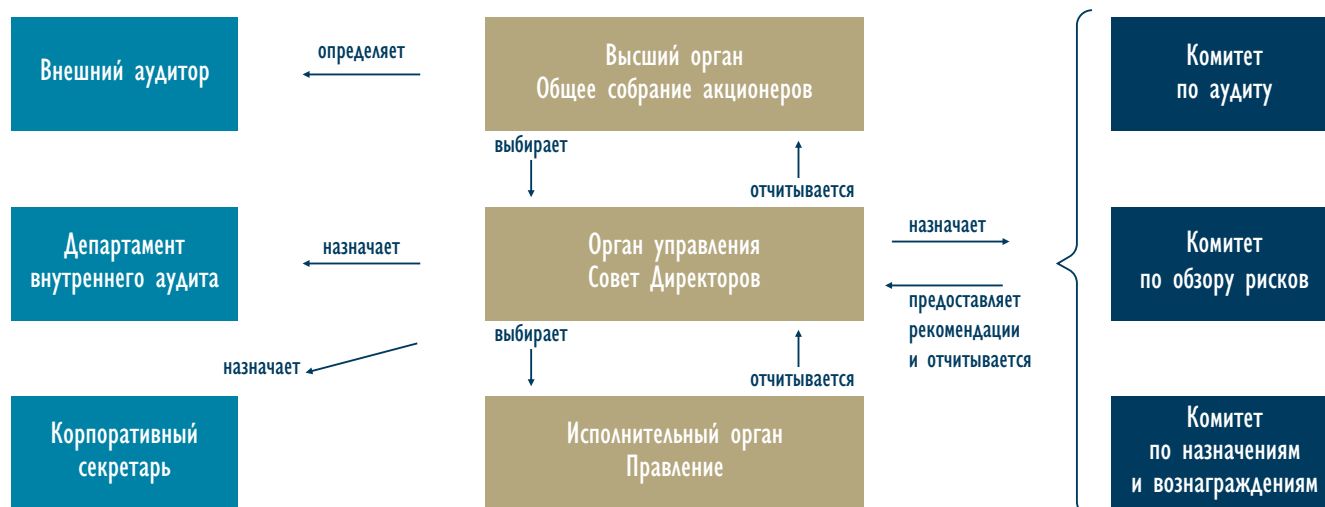 Внешний аудитор
определяет
Высший орган
Общее собрание акционеров
Комитет
по аудиту
выбирает
отчитывается
Департамент
внутреннего аудита
назначает
Орган управления
Совет Директоров
назначает
предоставляет
рекомендации
и отчитывается
Комитет
по обзору рисков
назначает
выбирает
отчитывается
Корпоративный
секретарь
Исполнительный орган
Правление
Комитет
по назначениям
и вознаграждениям